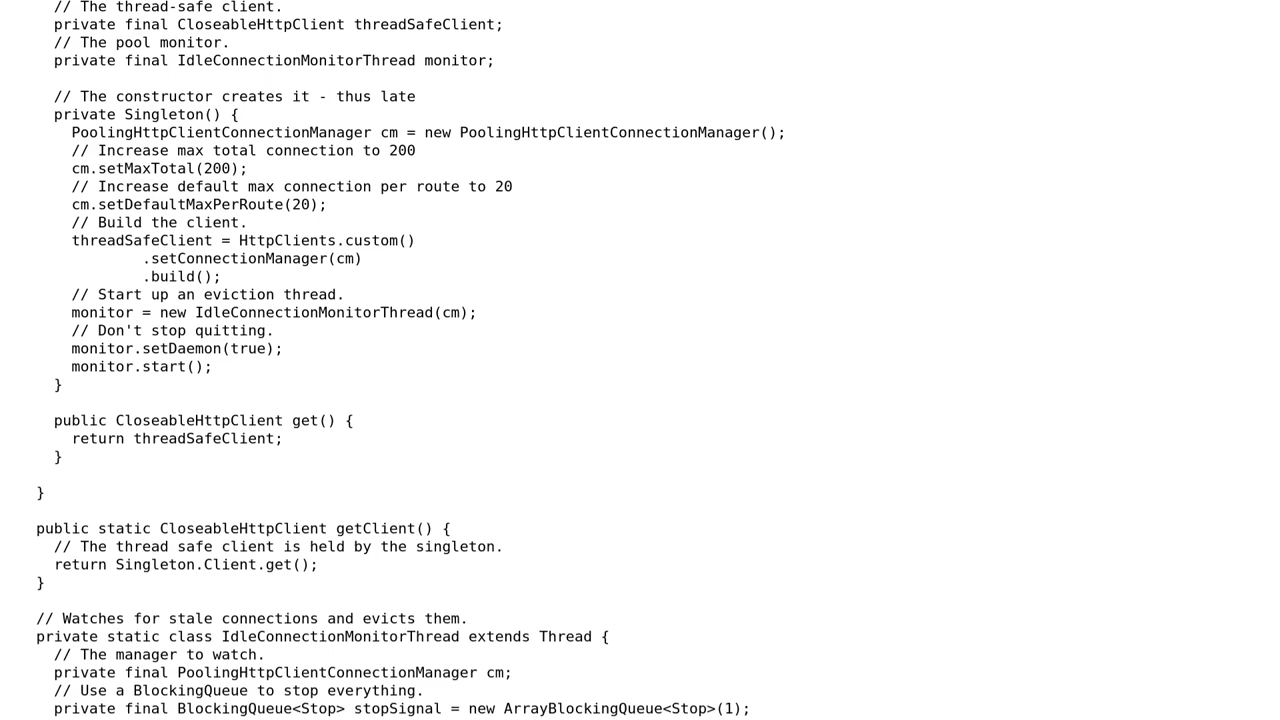 // The thread-safe client.
private final CloseableHttpClient threadSafeClient;
// The pool monitor.
private final IdleConnectionMonitorThread monitor;
// The constructor creates it - thus late
private Singleton() {
PoolingHttpClientConnectionManager cm = new PoolingHttpClientConnectionManager();
// Increase max total connection to 200
cm.setMaxTotal(200);
// Increase default max connection per route to 20
cm.setDefaultMaxPerRoute(20);
// Build the client.
threadSafeClient = HttpClients.custom()
.setConnectionManager(cm)
.build();
// Start up an eviction thread.
monitor = new IdleConnectionMonitorThread(cm);
// Don't stop quitting.
monitor.setDaemon(true);
monitor.start();
}
public CloseableHttpClient get() {
return threadSafeClient;
}
}
public static CloseableHttpClient getClient() {
// The thread safe client is held by the singleton.
return Singleton.Client.get();
}
// Watches for stale connections and evicts them.
private static class IdleConnectionMonitorThread extends Thread {
// The manager to watch.
private final PoolingHttpClientConnectionManager cm;
// Use a BlockingQueue to stop everything.
private final BlockingQueue<Stop> stopSignal = new ArrayBlockingQueue<Stop>(1);